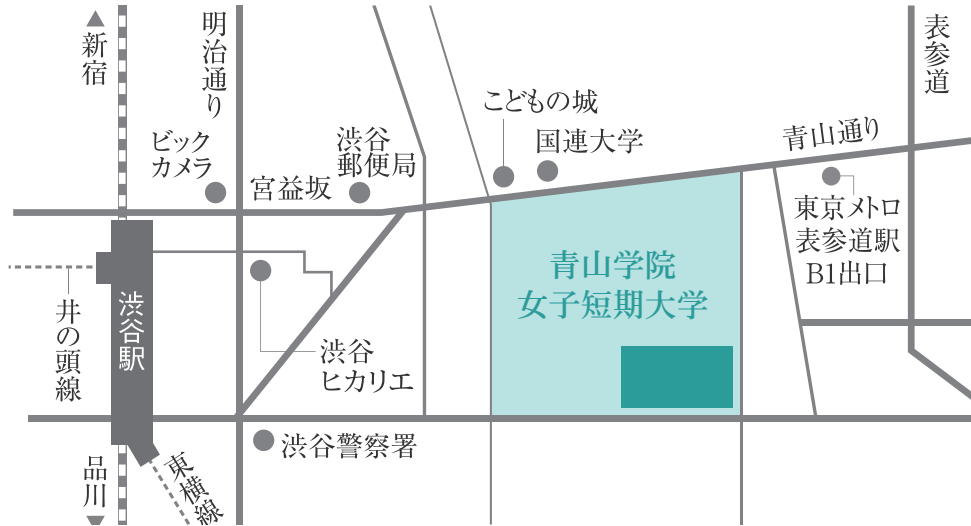 ▲
新宿
明治通り
ビック
カメラ
宮益坂
渋谷
郵便局
こどもの城
国連大学
青山通り
表参道
東京メトロ
表参道駅
B1出口
青山学院
女子短期大学
渋谷駅
井の頭線
渋谷
ヒカリエ
渋谷警察署
東横線
品川
▼